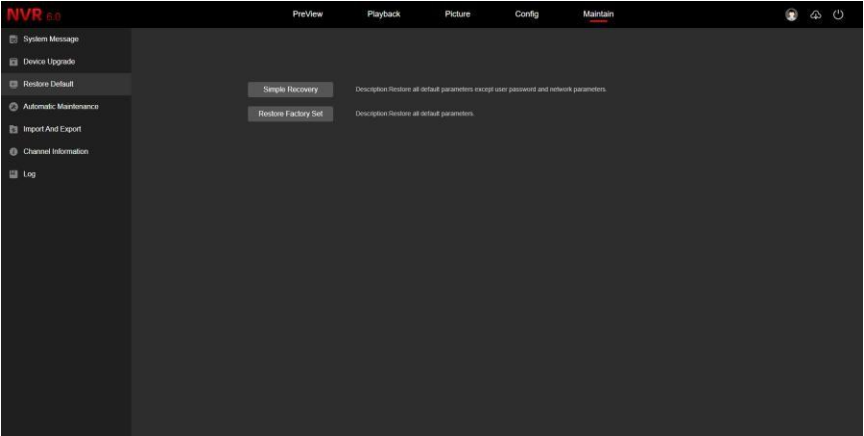 NVR 6.0
PreView Playback Picture Config Maintain
System Message
Device Upgrade
Restore Default
Automatic Maintenance
Import And Export
Channel Information
Log
Simple Recovery Description:Restore all default parameters except user password and network parameters.
Restore Factory Set Description:Restore all default parameters.